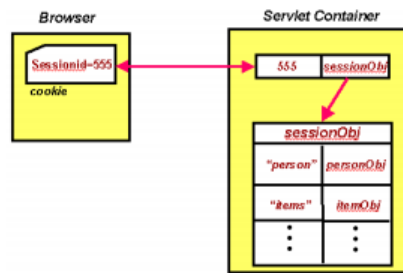 Browser
Servlet Container
Sessionid=555
cookie
555 sessionObj
sessionObj
"person" personObj
"items" itemObj